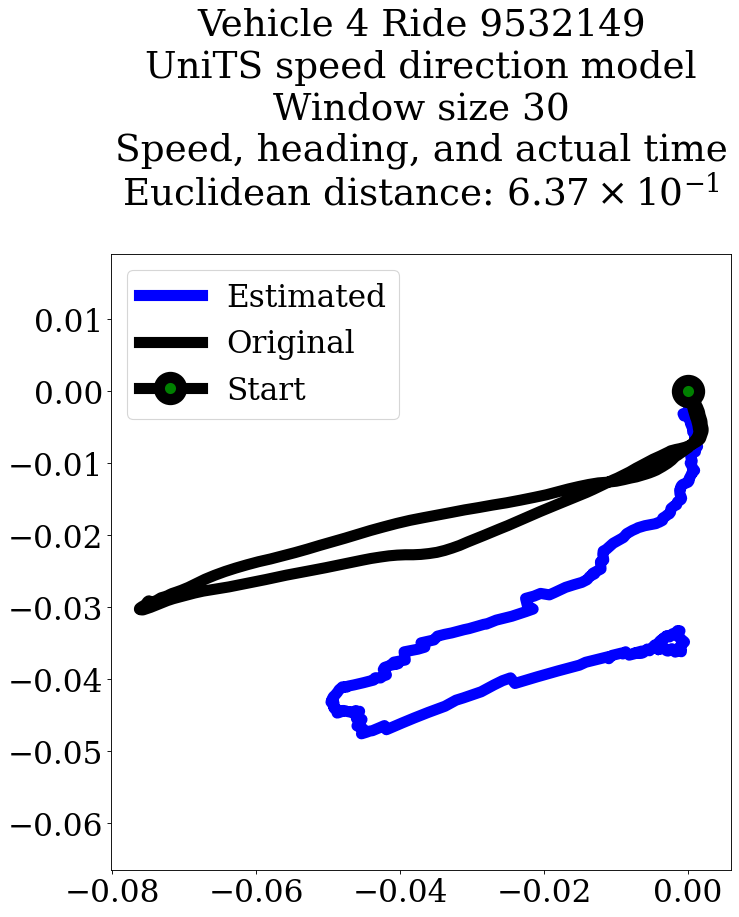 Vehicle 4 Ride 9532149
UniTS speed direction model
Window size 30
Speed, heading, and actual time
Euclidean distance: 6.37 × 10⁻¹
Estimated
Original
Start
0.01
0.00
−0.01
−0.02
−0.03
−0.04
−0.05
−0.06
−0.08 −0.06 −0.04 −0.02 0.00